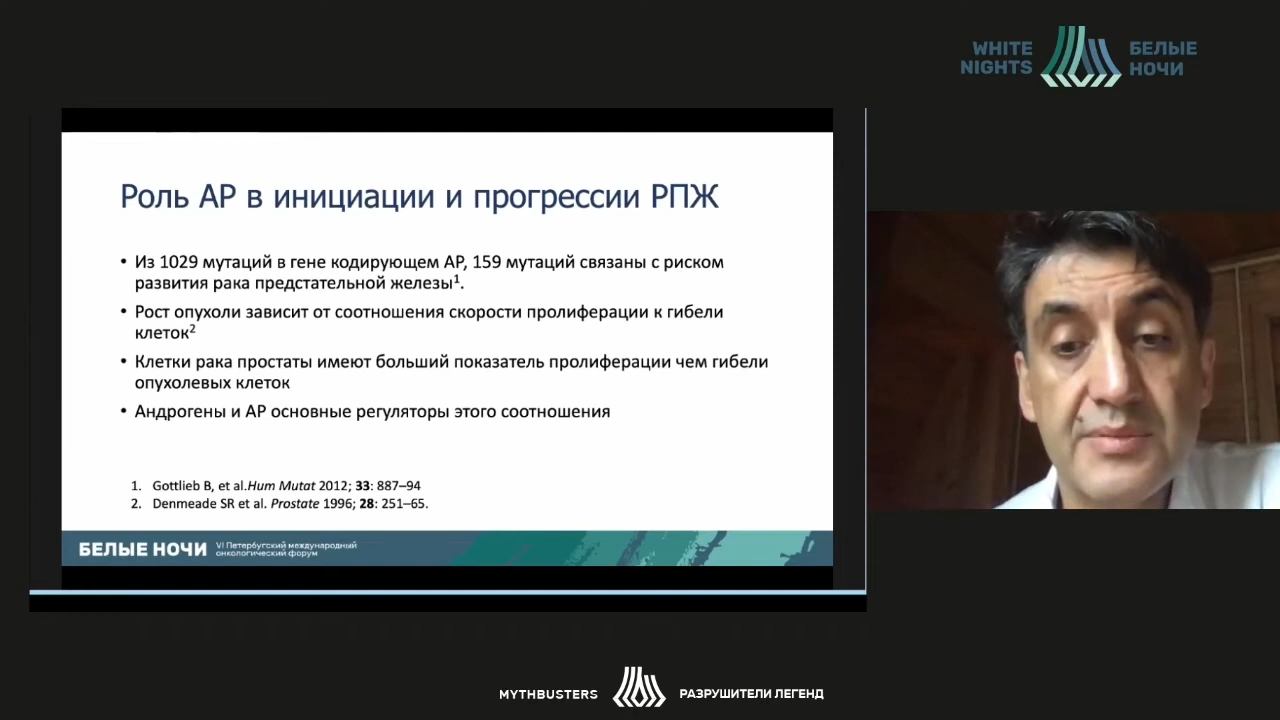 WHITE
NIGHTS
БЕЛЫЕ
НОЧИ
Роль АР в инициации и прогрессии РПЖ
• Из 1029 мутаций в гене кодирующем АР, 159 мутаций связаны с риском
развития рака предстательной железы1.
• Рост опухоли зависит от соотношения скорости пролиферации к гибели
клеток2
• Клетки рака простаты имеют больший показатель пролиферации чем гибели
опухолевых клеток
• Андрогены и АР основные регуляторы этого соотношения
1. Gottlieb B, et al.Hum Mutat 2012; 33: 887–94
2. Denmeade SR et al. Prostate 1996; 28: 251–65.
БЕЛЫЕ НОЧИ
VI Петербургский международный
онкологический форум
MYTHBUSTERS
РАЗРУШИТЕЛИ ЛЕГЕНД